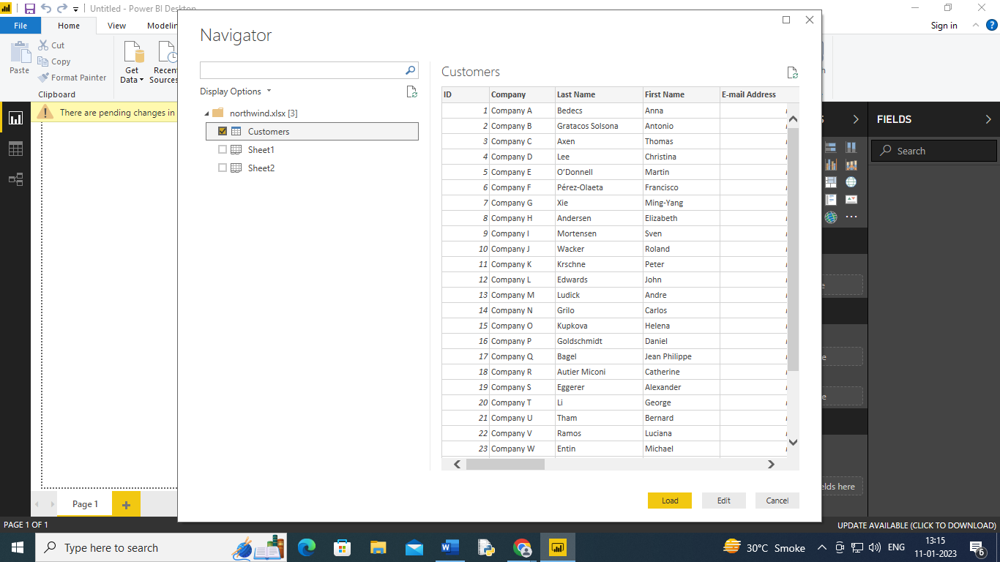 Untitled - Power BI Desktop
File Home View Modelin
Sign in
Paste
Cut
Copy
Format Painter
Clipboard
Get Data
Recent Sources
There are pending changes in
Navigator
Display Options
northwind.xlsx [3]
Customers
Sheet1
Sheet2
Customers
ID Company Last Name First Name E-mail Address
1 Company A Bedecs Anna
2 Company B Gratacos Solsona Antonio
3 Company C Axen Thomas
4 Company D Lee Christina
5 Company E O’Donnell Martin
6 Company F Pérez-Olaeta Francisco
7 Company G Xie Ming-Yang
8 Company H Andersen Elizabeth
9 Company I Mortensen Sven
10 Company J Wacker Roland
11 Company K Krschne Peter
12 Company L Edwards John
13 Company M Ludick Andre
14 Company N Grilo Carlos
15 Company O Kupkova Helena
16 Company P Goldschmidt Daniel
17 Company Q Bagel Jean Philippe
18 Company R Autier Miconi Catherine
19 Company S Eggerer Alexander
20 Company T Li George
21 Company U Tham Bernard
22 Company V Ramos Luciana
23 Company W Entin Michael
Load Edit Cancel
FIELDS
Search
elds here
Page 1
PAGE 1 OF 1
UPDATE AVAILABLE (CLICK TO DOWNLOAD)
Type here to search
30°C Smoke
ENG
13:15
11-01-2023
6